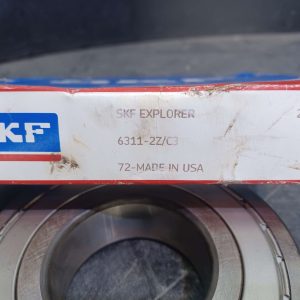 SKF EXPLORER
SKF
6311-2Z/C3
72-MADE IN USA